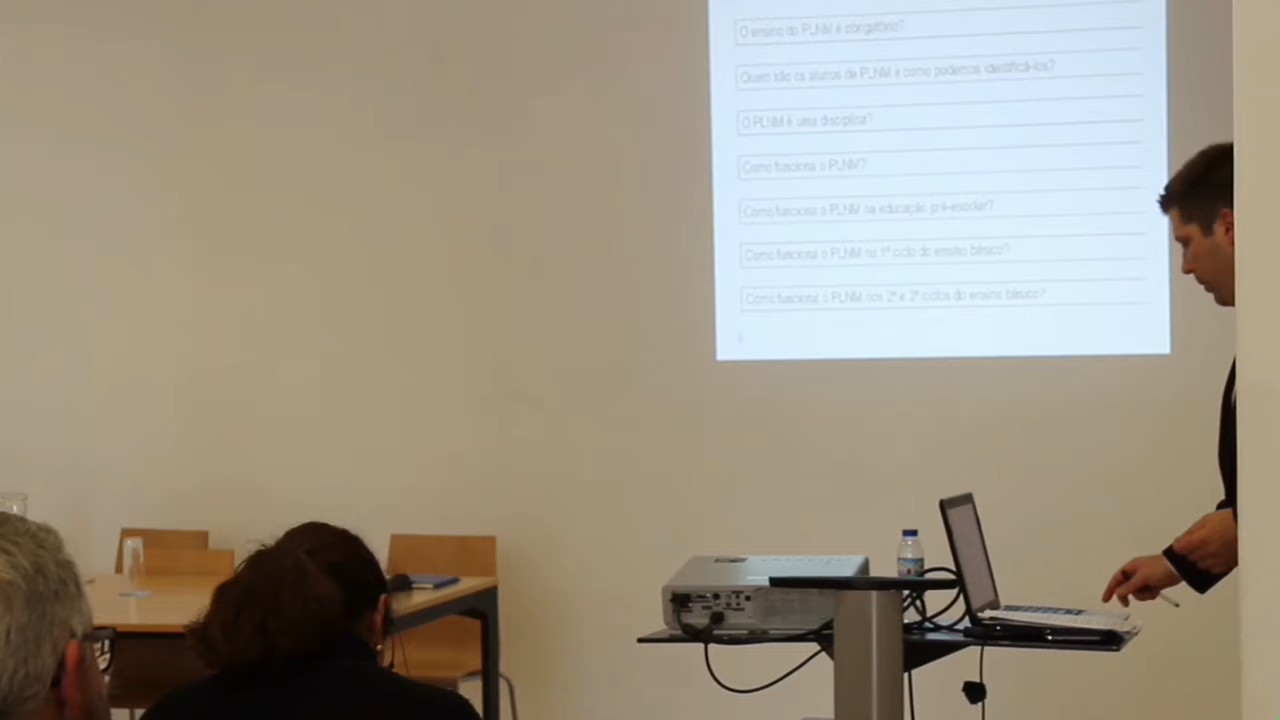 O ensino do PLNM é obrigatório?
Quem são os alunos de PLNM e como podemos identificá-los?
O PLNM é uma disciplina?
Como funciona o PLNM?
Como funciona o PLNM na educação pré-escolar?
Como funciona o PLNM no 1º ciclo do ensino básico?
Como funciona o PLNM nos 2º e 3º ciclos do ensino básico?